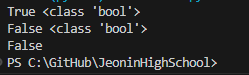 True <class 'bool'>
False <class 'bool'>
False
PS C:\GitHub\JeoninHighSchool>